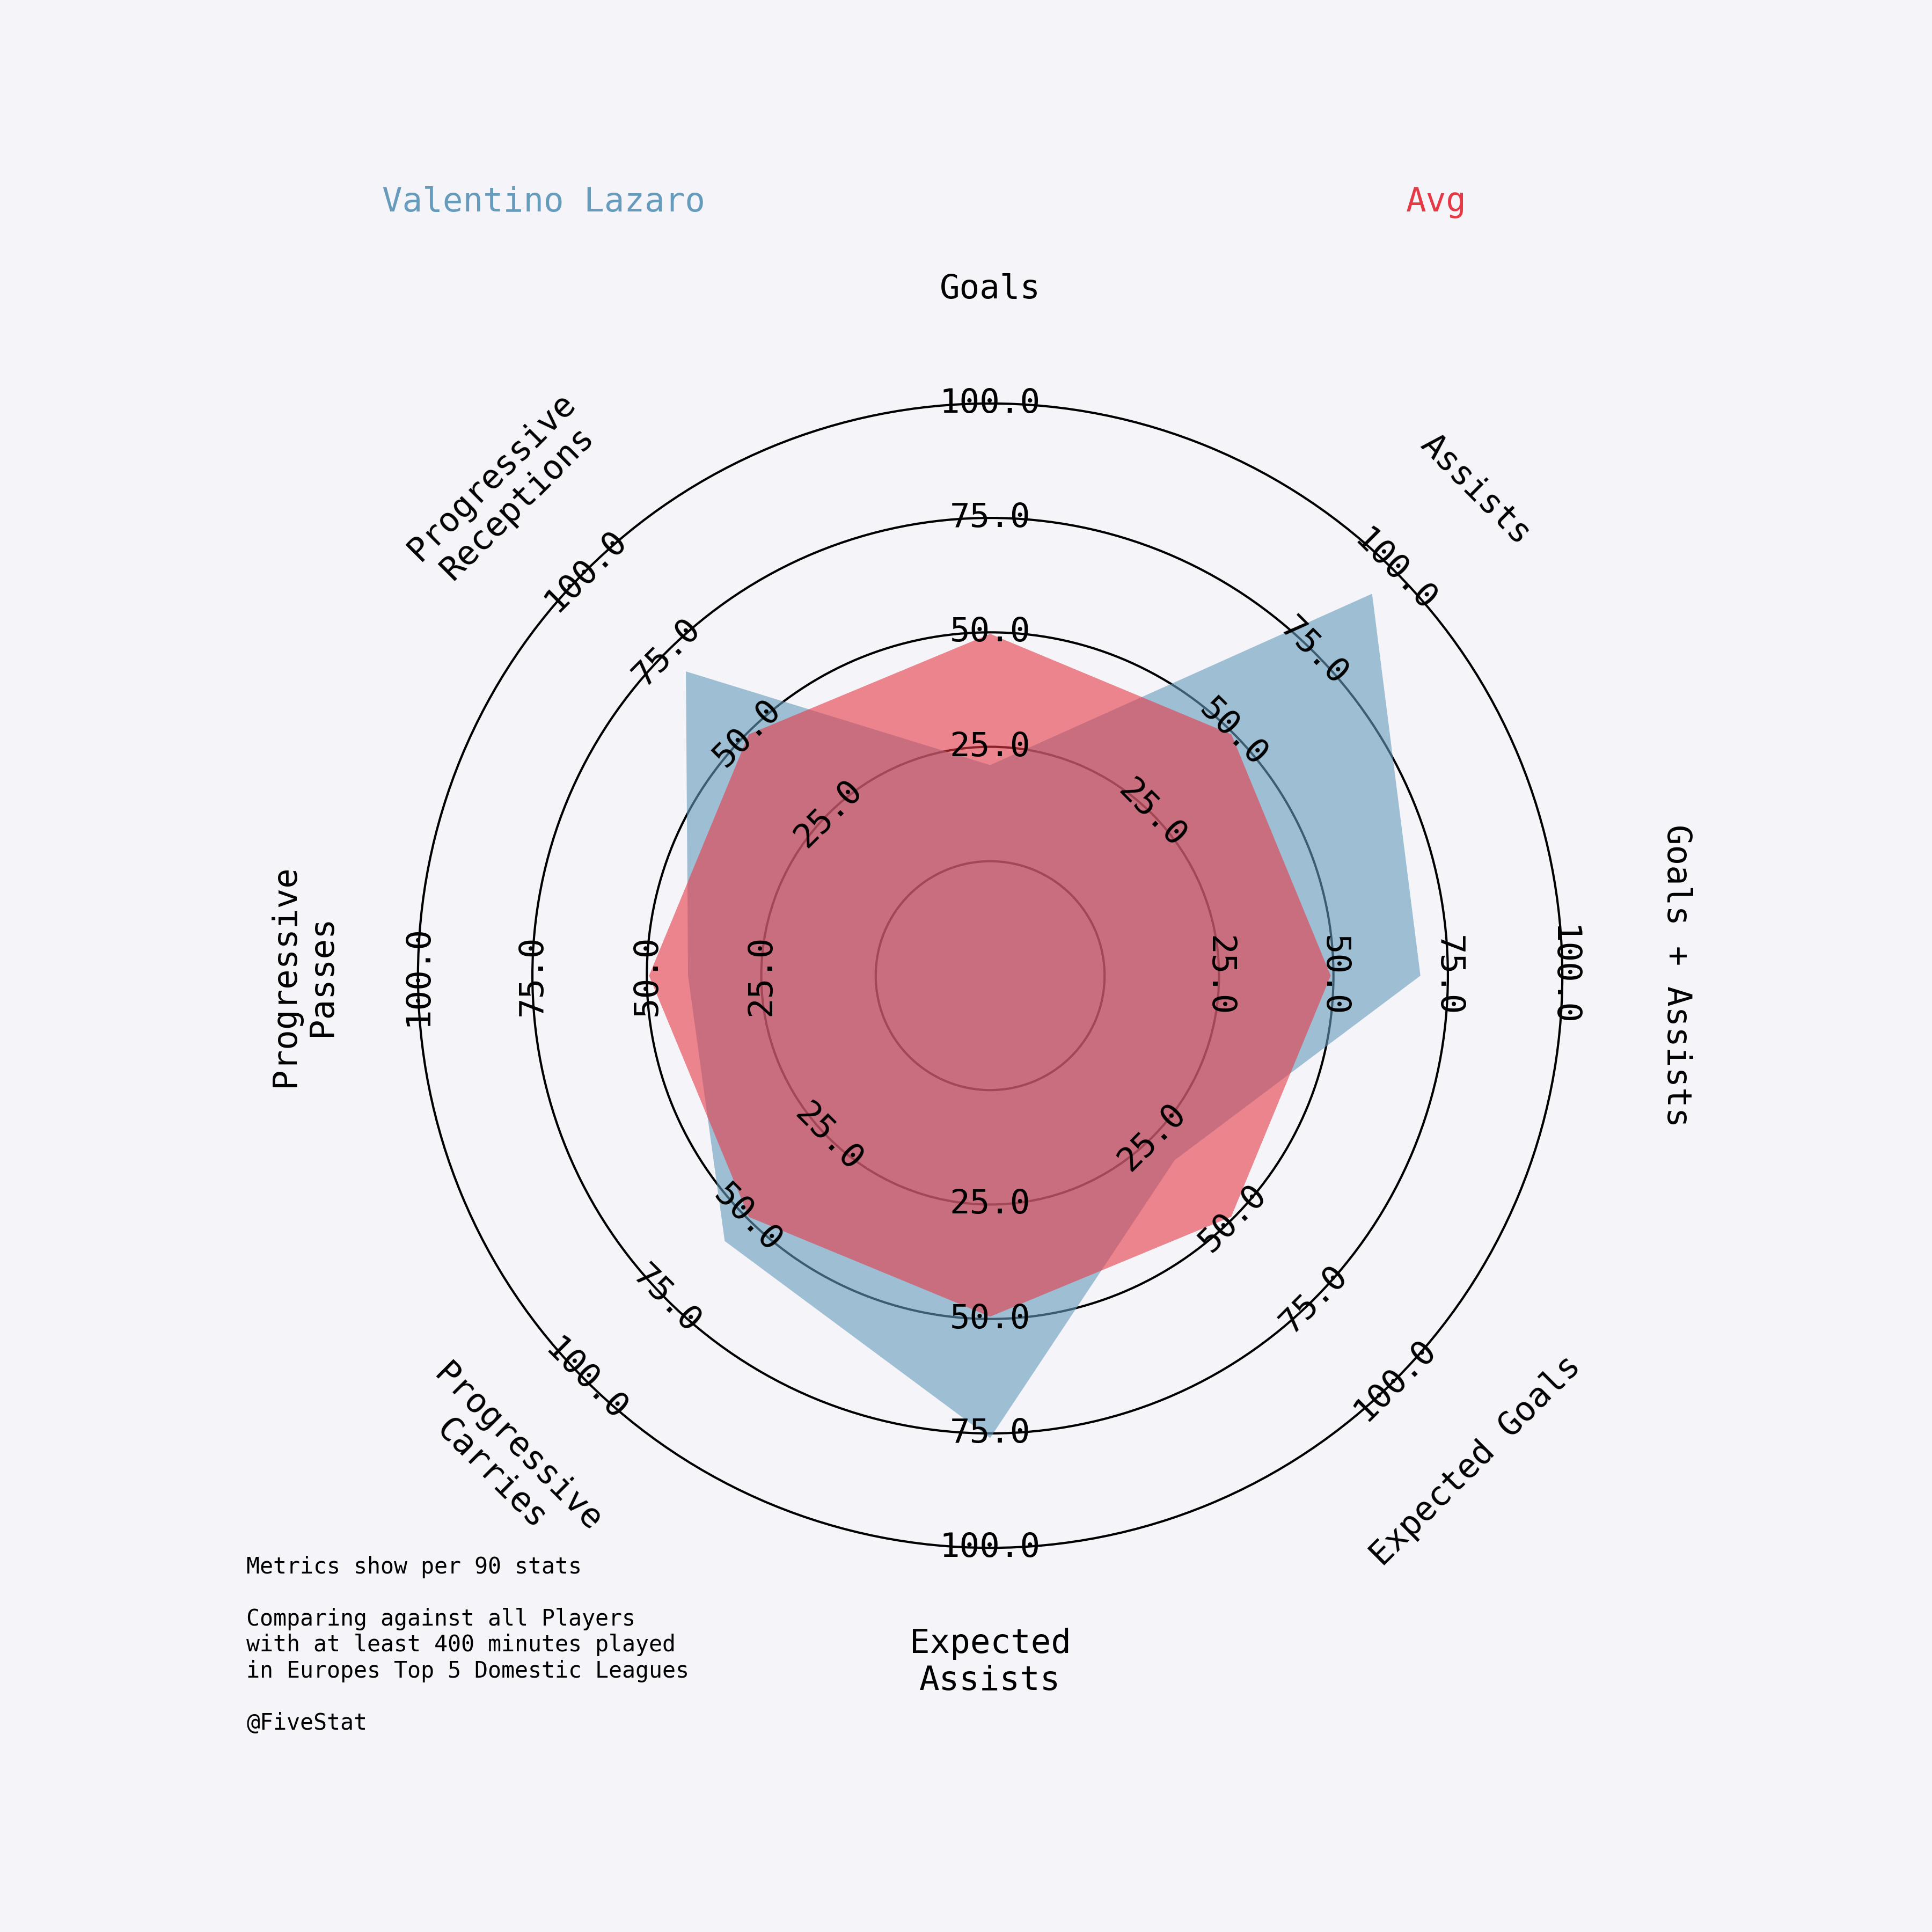 Valentino Lazaro
Avg
Goals
Assists
Goals + Assists
Expected Goals
Expected
Assists
Progressive
Carries
Progressive
Passes
Progressive
Receptions
25.0
50.0
75.0
100.0
25.0
50.0
75.0
100.0
25.0
50.0
75.0
100.0
25.0
50.0
75.0
100.0
25.0
50.0
75.0
100.0
25.0
50.0
75.0
100.0
25.0
50.0
75.0
100.0
25.0
50.0
75.0
100.0
Metrics show per 90 stats
Comparing against all Players
with at least 400 minutes played
in Europes Top 5 Domestic Leagues
@FiveStat